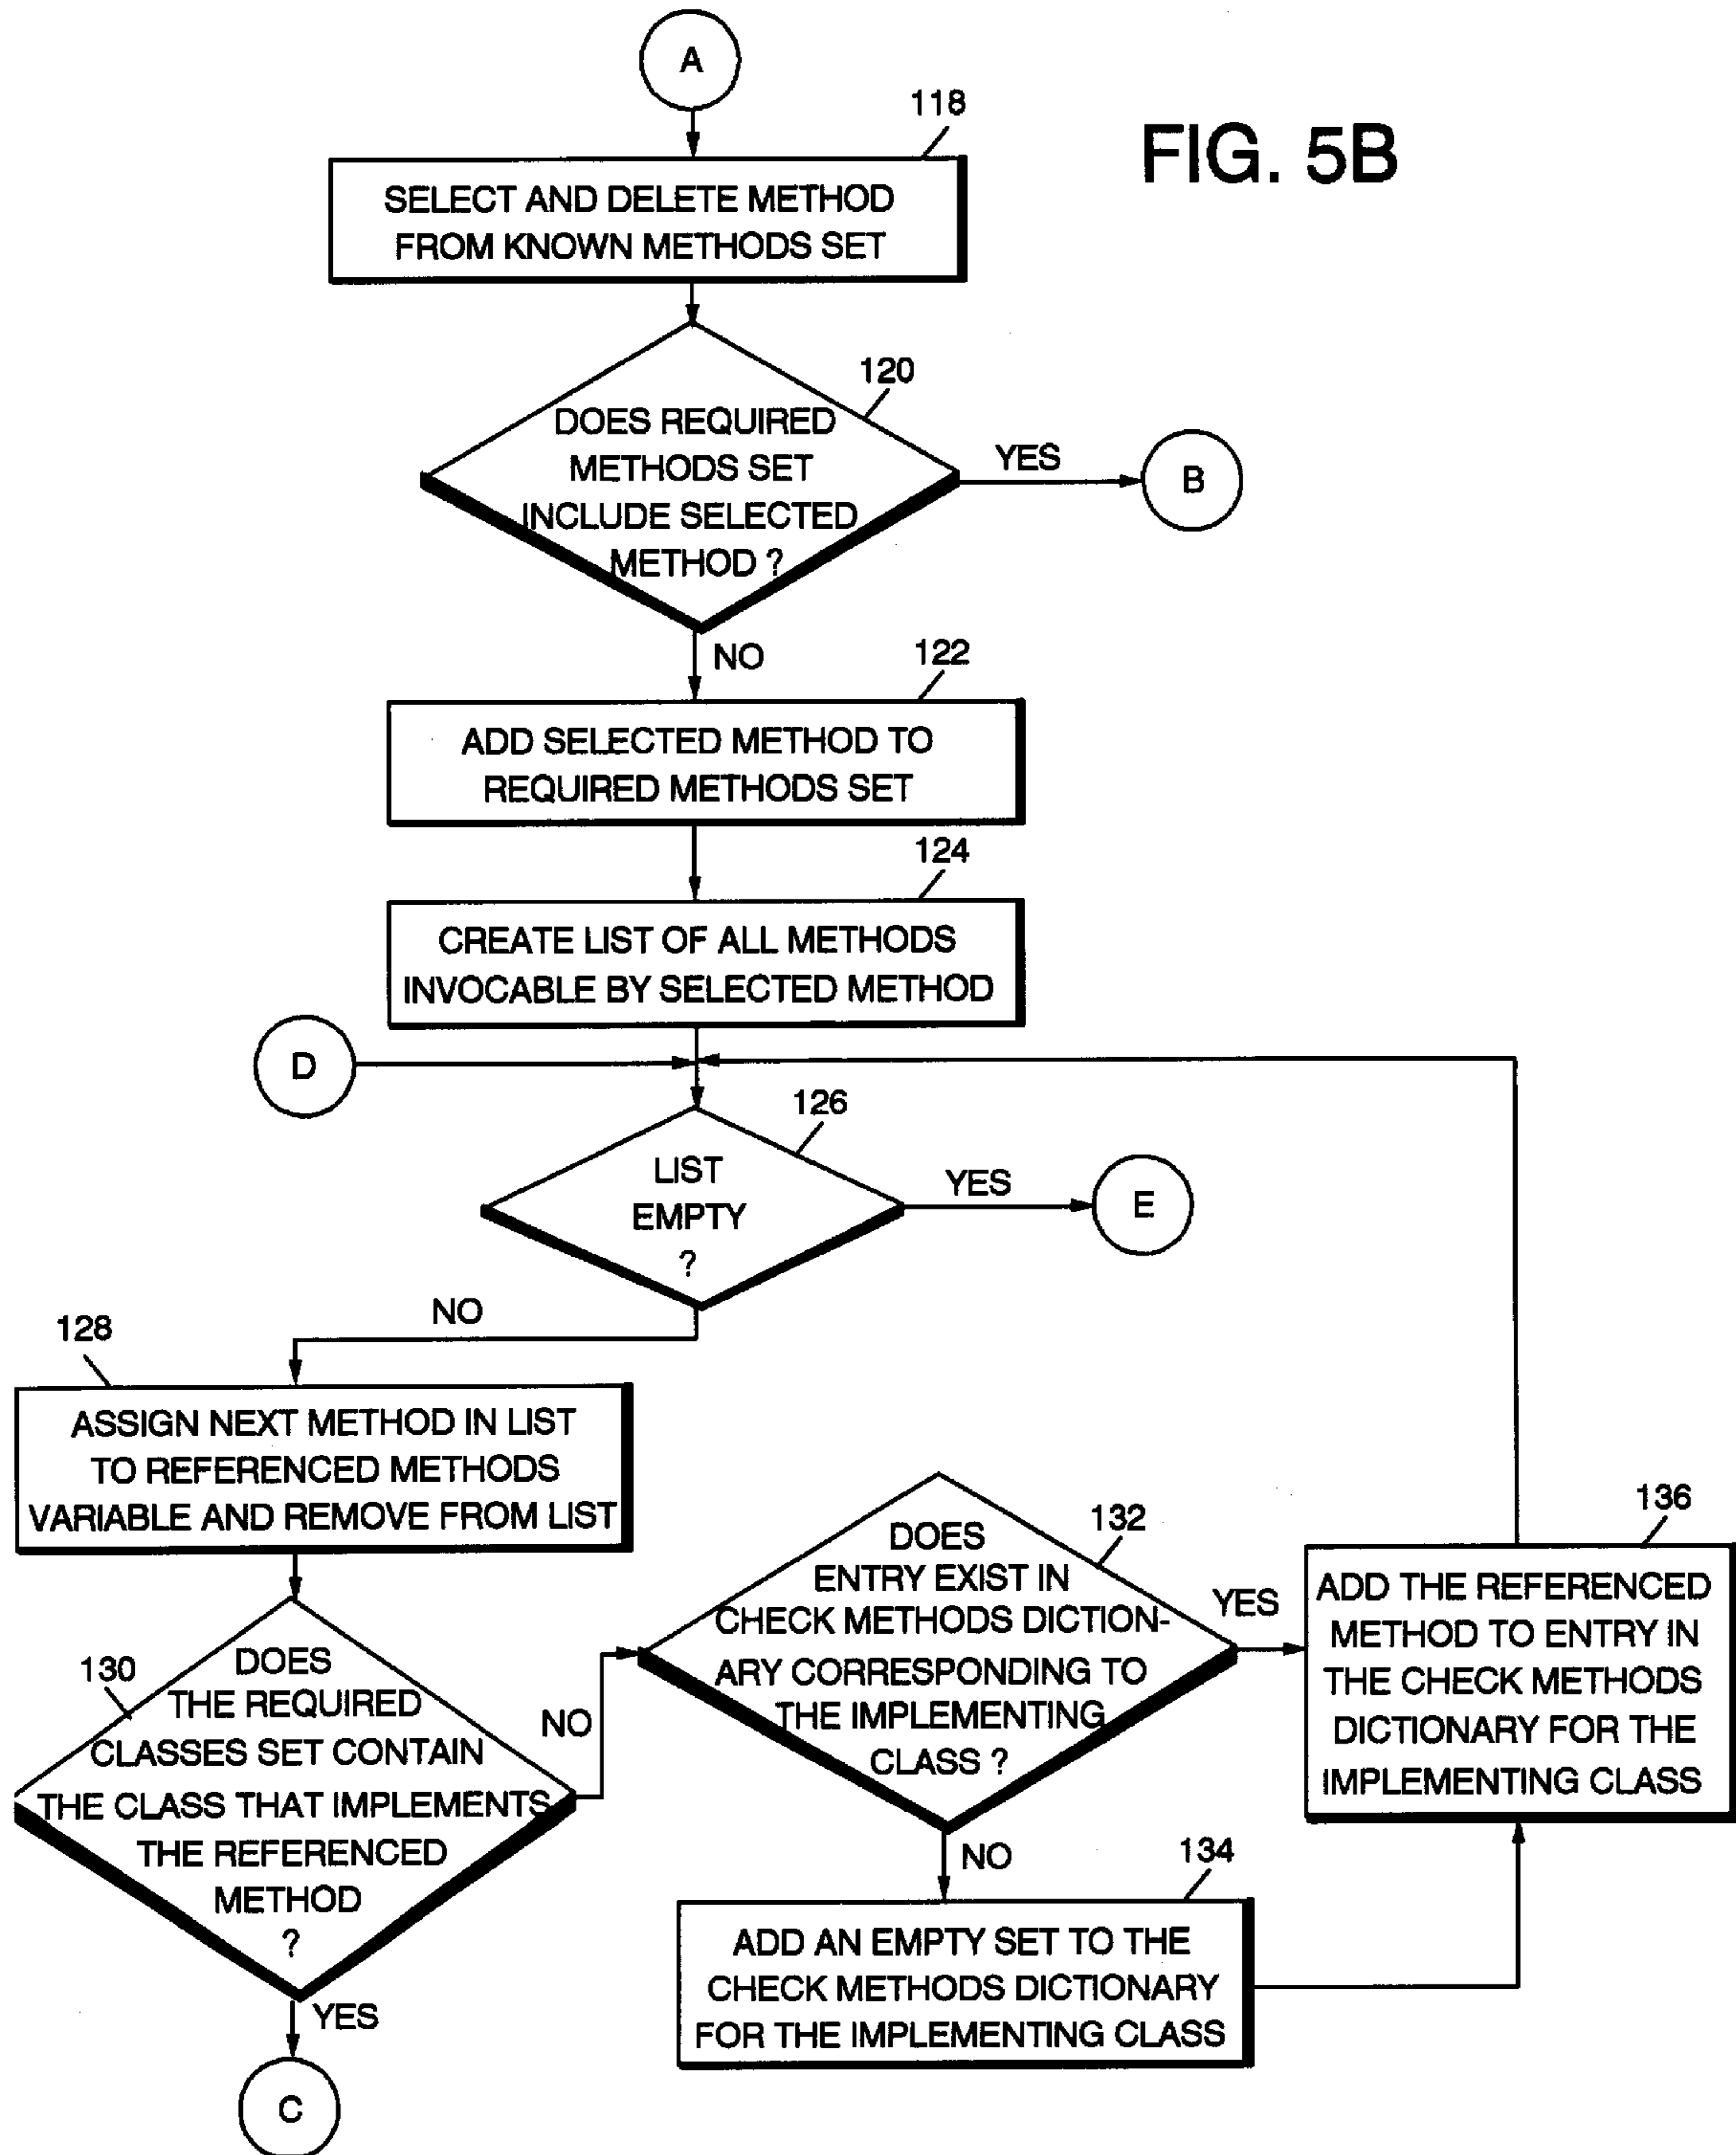 A
118
FIG. 5B
SELECT AND DELETE METHOD
FROM KNOWN METHODS SET
120
DOES REQUIRED
METHODS SET
INCLUDE SELECTED
METHOD ?
YES
B
NO
122
ADD SELECTED METHOD TO
REQUIRED METHODS SET
124
CREATE LIST OF ALL METHODS
INVOCABLE BY SELECTED METHOD
D
126
LIST
EMPTY
?
YES
E
NO
128
ASSIGN NEXT METHOD IN LIST
TO REFERENCED METHODS
VARIABLE AND REMOVE FROM LIST
130
DOES
THE REQUIRED
CLASSES SET CONTAIN
THE CLASS THAT IMPLEMENTS
THE REFERENCED
METHOD
?
NO
YES
C
132
DOES
ENTRY EXIST IN
CHECK METHODS DICTION-
ARY CORRESPONDING TO
THE IMPLEMENTING
CLASS ?
YES
NO
134
ADD AN EMPTY SET TO THE
CHECK METHODS DICTIONARY
FOR THE IMPLEMENTING CLASS
136
ADD THE REFERENCED
METHOD TO ENTRY IN
THE CHECK METHODS
DICTIONARY FOR THE
IMPLEMENTING CLASS